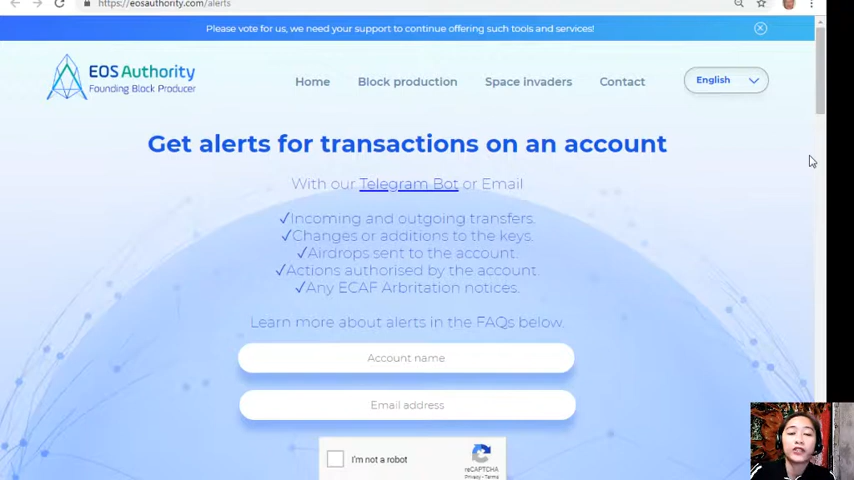 https://eosauthority.com/alerts
Please vote for us, we need your support to continue offering such tools and services!
EOS Authority
Founding Block Producer
Home Block production Space invaders Contact English
Get alerts for transactions on an account
With our Telegram Bot or Email
✓Incoming and outgoing transfers.
✓Changes or additions to the keys.
✓Airdrops sent to the account.
✓Actions authorised by the account.
✓Any ECAF Arbritation notices.
Learn more about alerts in the FAQs below.
Account name
Email address
I'm not a robot
reCAPTCHA
Privacy - Terms